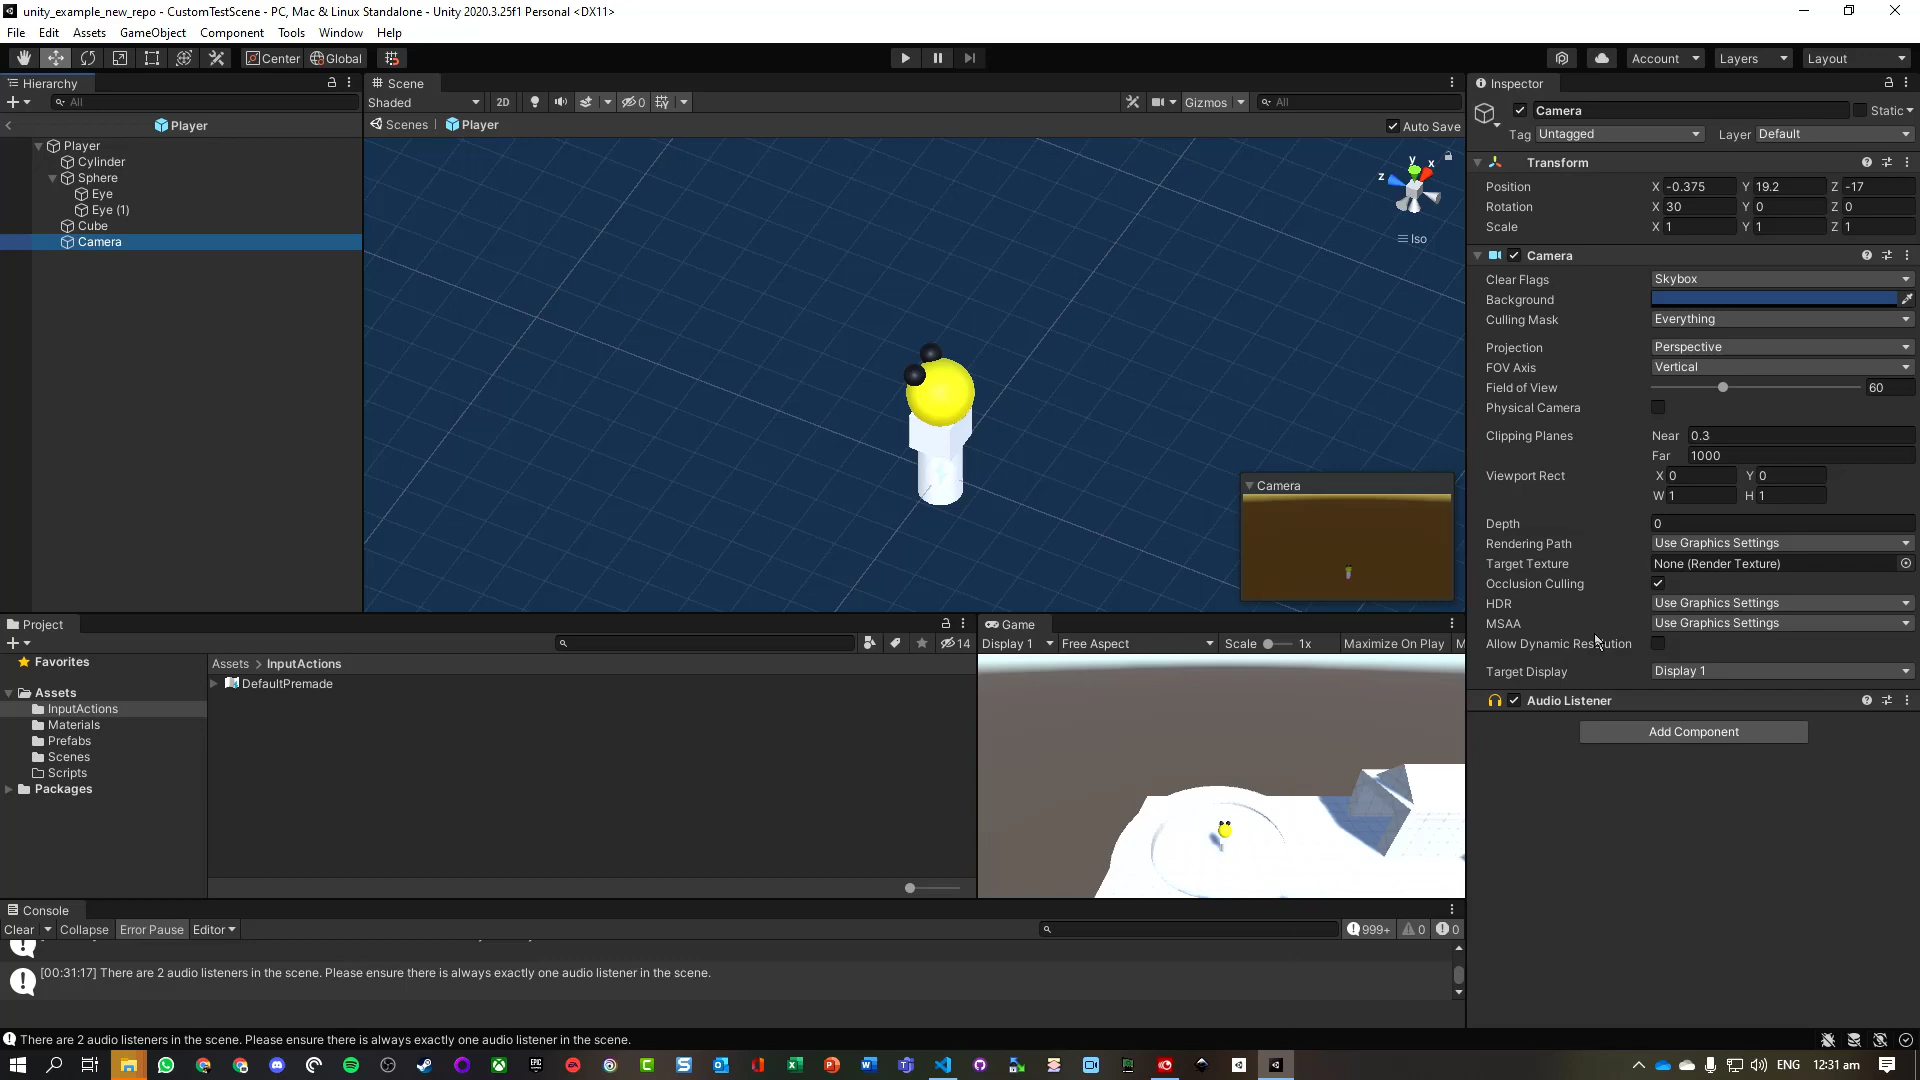 unity_example_new_repo - CustomTestScene - PC, Mac & Linux Standalone - Unity 2020.3.25f1 Personal <DX11>
File Edit Assets GameObject Component Tools Window Help
Center Global Account Layers Layout
Hierarchy
All
Player
Player
Cylinder
Sphere
Eye
Eye (1)
Cube
Camera
Scene
Shaded 2D 0 Gizmos All
Scenes Player Auto Save
y x z
Iso
Camera
Inspector
Camera Static
Tag Untagged Layer Default
Transform
Position X -0.375 Y 19.2 Z -17
Rotation X 30 Y 0 Z 0
Scale X 1 Y 1 Z 1
Camera
Clear Flags Skybox
Background
Culling Mask Everything
Projection Perspective
FOV Axis Vertical
Field of View 60
Physical Camera
Clipping Planes Near 0.3
Far 1000
Viewport Rect X 0 Y 0
W 1 H 1
Depth 0
Rendering Path Use Graphics Settings
Target Texture None (Render Texture)
Occlusion Culling
HDR Use Graphics Settings
MSAA Use Graphics Settings
Allow Dynamic Resolution
Target Display Display 1
Audio Listener
Add Component
Project
14
Favorites
Assets
InputActions
Materials
Prefabs
Scenes
Scripts
Packages
Assets > InputActions
DefaultPremade
Game
Display 1 Free Aspect Scale 1x Maximize On Play M
Console
Clear Collapse Error Pause Editor 999+ 0 0
[00:31:17] There are 2 audio listeners in the scene. Please ensure there is always exactly one audio listener in the scene.
There are 2 audio listeners in the scene. Please ensure there is always exactly one audio listener in the scene.
ENG 12:31 am